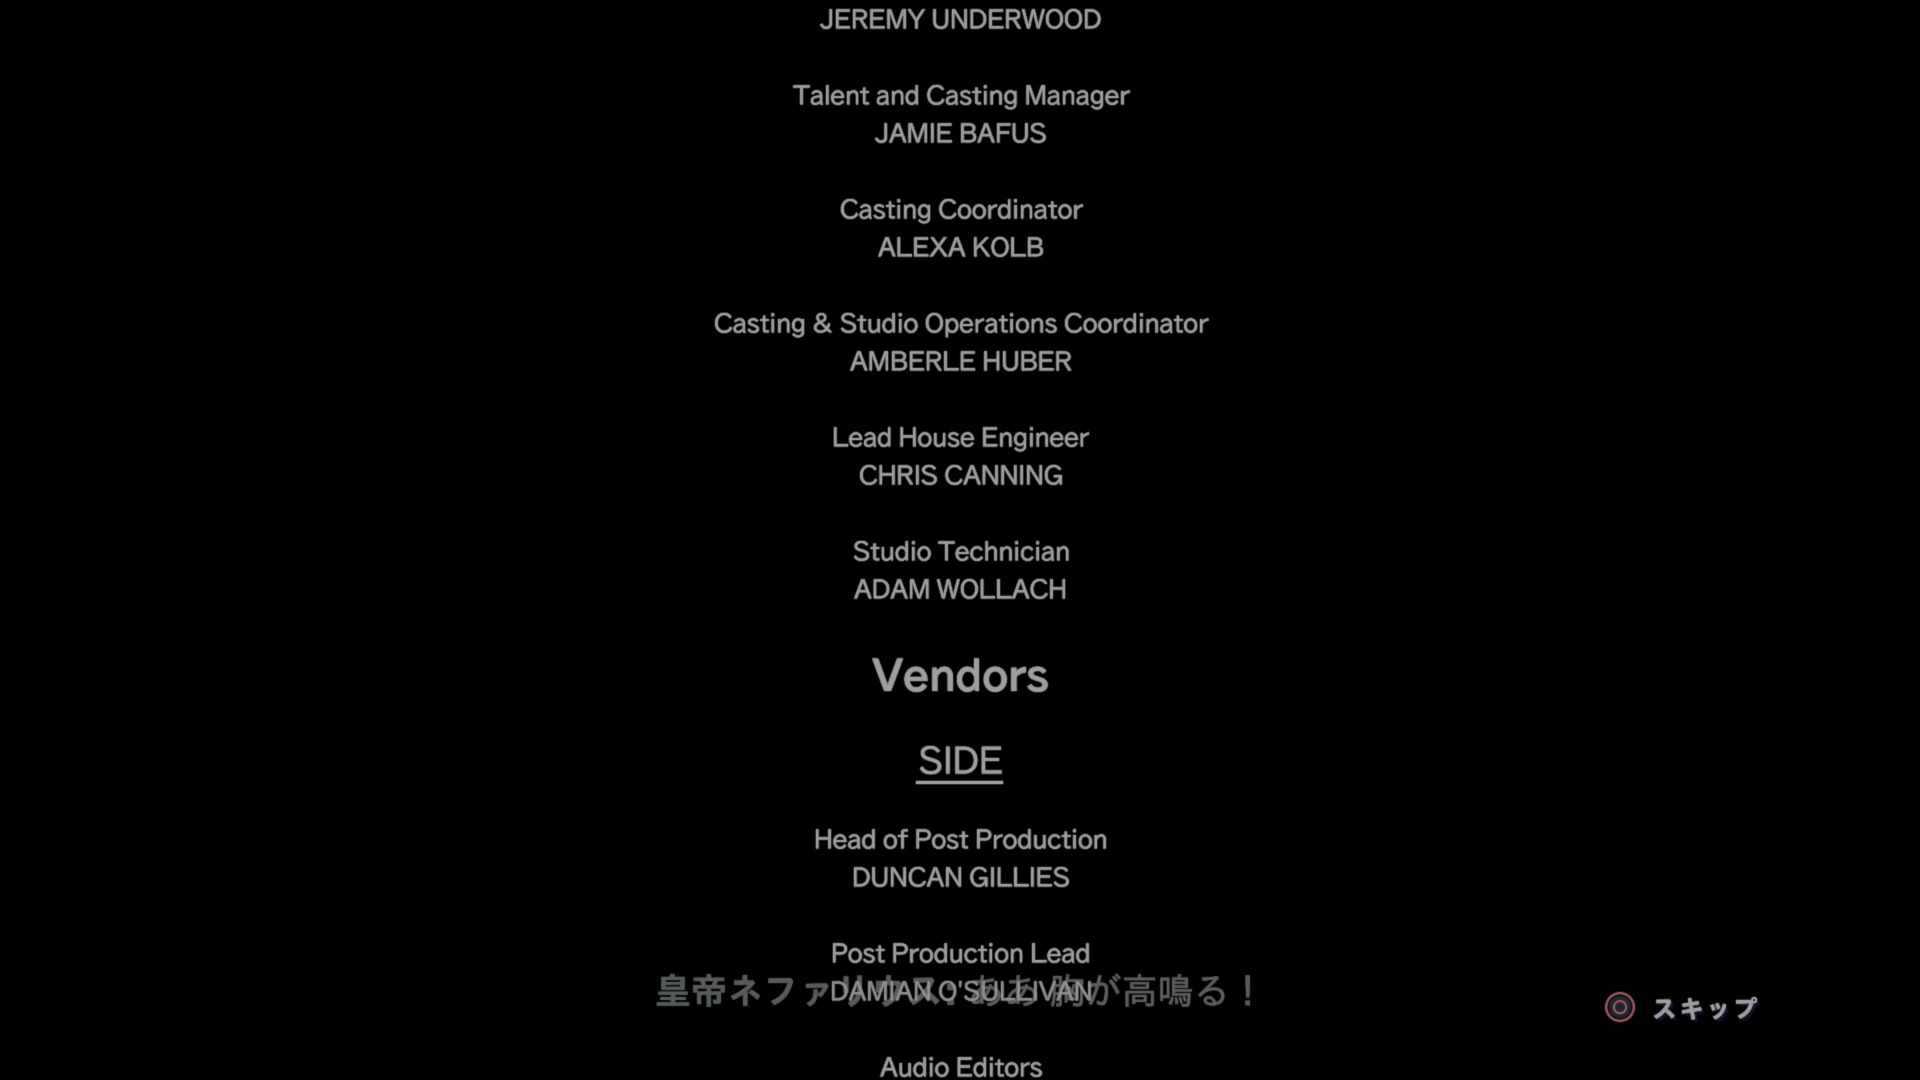 JEREMY UNDERWOOD
Talent and Casting Manager
JAMIE BAFUS
Casting Coordinator
ALEXA KOLB
Casting & Studio Operations Coordinator
AMBERLE HUBER
Lead House Engineer
CHRIS CANNING
Studio Technician
ADAM WOLLACH
Vendors
SIDE
Head of Post Production
DUNCAN GILLIES
Post Production Lead
DAMIAN O'SULLIVAN
皇帝ネファリウス: ああ 胸が高鳴る！
スキップ
Audio Editors